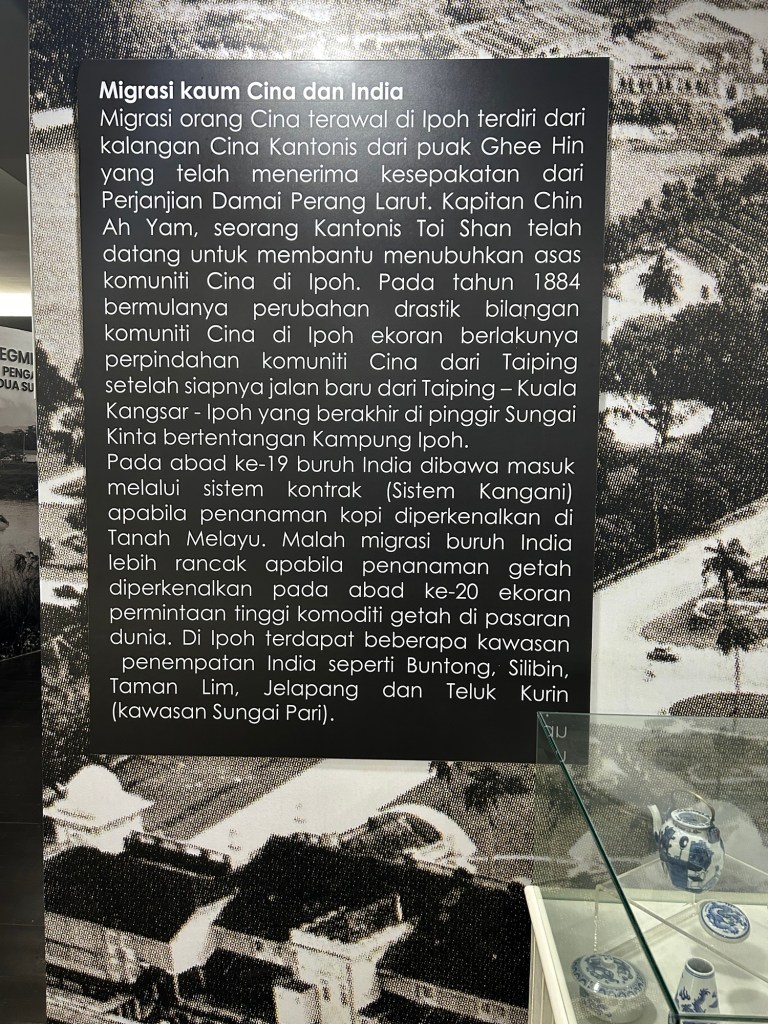 Migrasi kaum Cina dan India
Migrasi orang Cina terawal di Ipoh terdiri dari
kalangan Cina Kantonis dari puak Ghee Hin
yang telah menerima kesepakatan dari
Perjanjian Damai Perang Larut. Kapitan Chin
Ah Yam, seorang Kantonis Toi Shan telah
datang untuk membantu menubuhkan asas
komuniti Cina di Ipoh. Pada tahun 1884
bermulanya perubahan drastik bilangan
komuniti Cina di Ipoh ekoran berlakunya
perpindahan komuniti Cina dari Taiping
setelah siapnya jalan baru dari Taiping – Kuala
Kangsar - Ipoh yang berakhir di pinggir Sungai
Kinta bertentangan Kampung Ipoh.
Pada abad ke-19 buruh India dibawa masuk
melalui sistem kontrak (Sistem Kangani)
apabila penanaman kopi diperkenalkan di
Tanah Melayu. Malah migrasi buruh India
lebih rancak apabila penanaman getah
diperkenalkan pada abad ke-20 ekoran
permintaan tinggi komoditi getah di pasaran
dunia. Di Ipoh terdapat beberapa kawasan
penempatan India seperti Buntong, Silibin,
Taman Lim, Jelapang dan Teluk Kurin
(kawasan Sungai Pari).
EGMI
PENGA
DUA SU